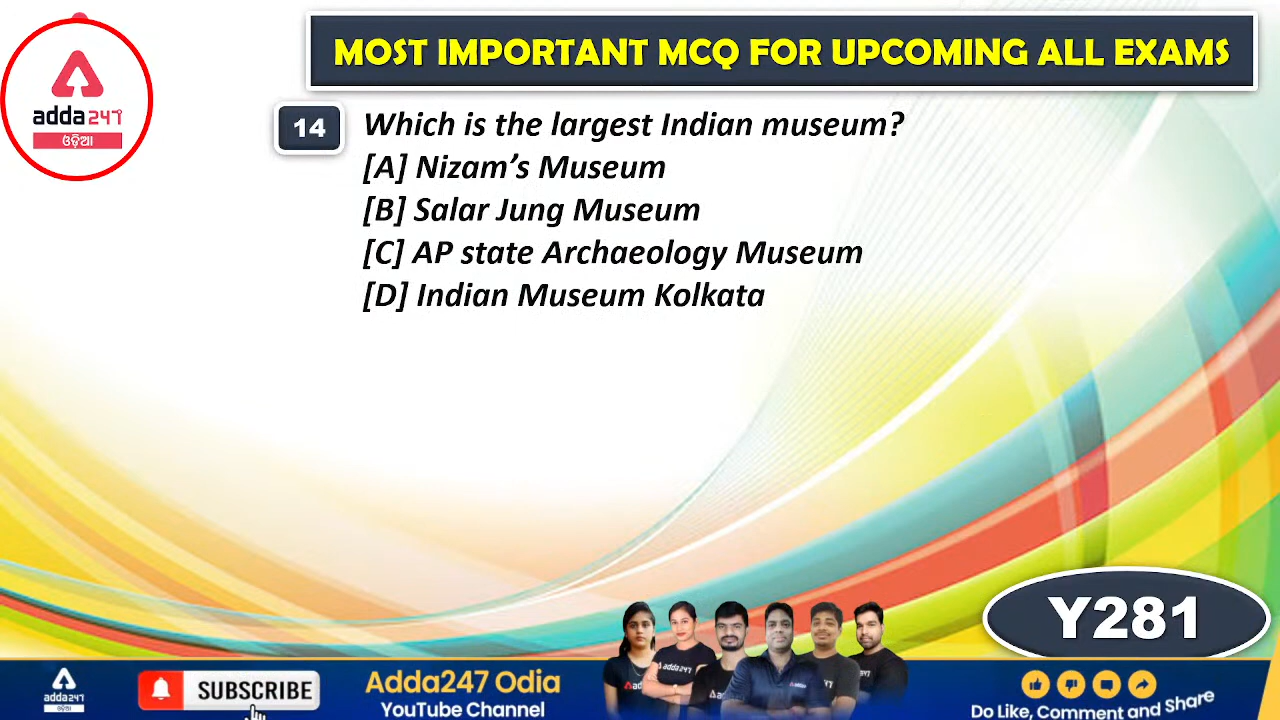 MOST IMPORTANT MCQ FOR UPCOMING ALL EXAMS
adda247
ଓଡ଼ିଆ
14
Which is the largest Indian museum?
[A] Nizam’s Museum
[B] Salar Jung Museum
[C] AP state Archaeology Museum
[D] Indian Museum Kolkata
Y281
adda247
ଓଡ଼ିଆ
SUBSCRIBE
Adda247 Odia
YouTube Channel
adda247
Do Like, Comment and Share